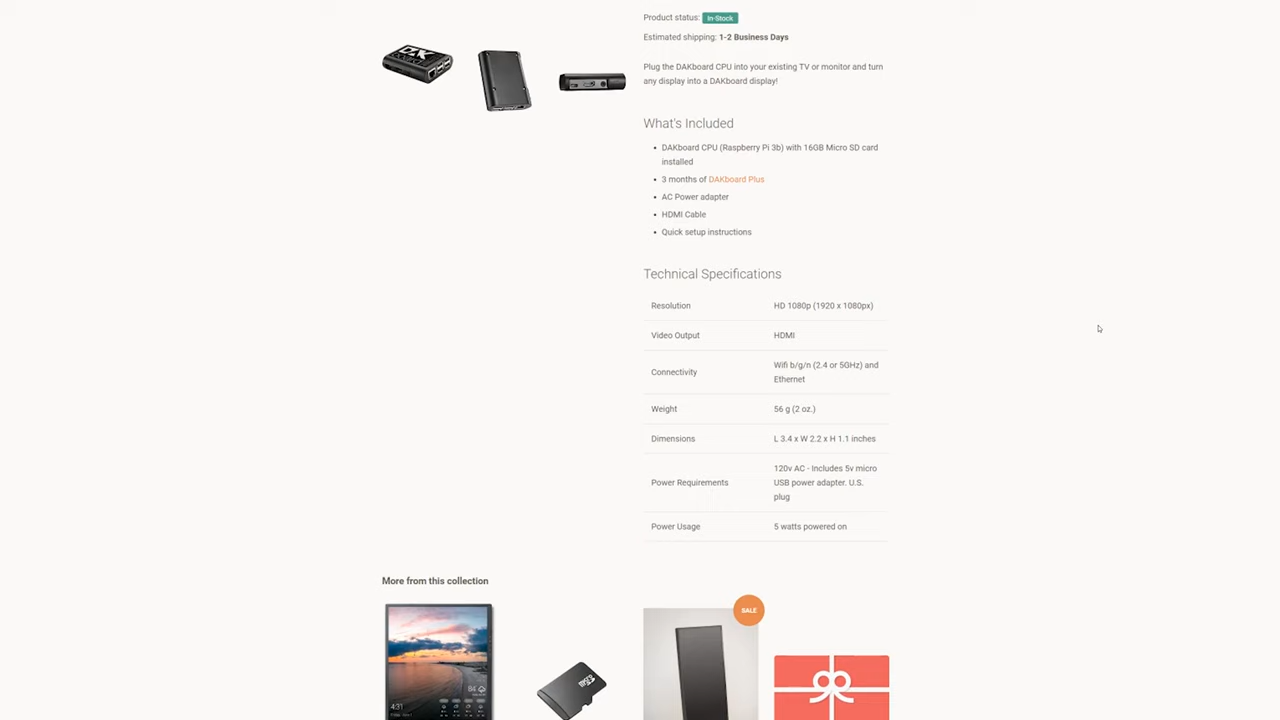 Product status: In-Stock
Estimated shipping: 1-2 Business Days
Plug the DAKboard CPU into your existing TV or monitor and turn
any display into a DAKboard display!
What's Included
• DAKboard CPU (Raspberry Pi 3b) with 16GB Micro SD card
installed
• 3 months of DAKboard Plus
• AC Power adapter
• HDMI Cable
• Quick setup instructions
Technical Specifications
Resolution HD 1080p (1920 x 1080px)
Video Output HDMI
Connectivity Wifi b/g/n (2.4 or 5GHz) and
Ethernet
Weight 56 g (2 oz.)
Dimensions L 3.4 x W 2.2 x H 1.1 inches
Power Requirements 120v AC - Includes 5v micro
USB power adapter. U.S.
plug
Power Usage 5 watts powered on
More from this collection
SALE
84°
4:31